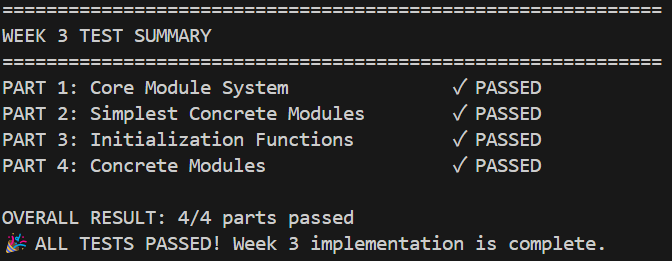 ============================================================
WEEK 3 TEST SUMMARY
============================================================
PART 1: Core Module System ✓ PASSED
PART 2: Simplest Concrete Modules ✓ PASSED
PART 3: Initialization Functions ✓ PASSED
PART 4: Concrete Modules ✓ PASSED
OVERALL RESULT: 4/4 parts passed
🎉 ALL TESTS PASSED! Week 3 implementation is complete.